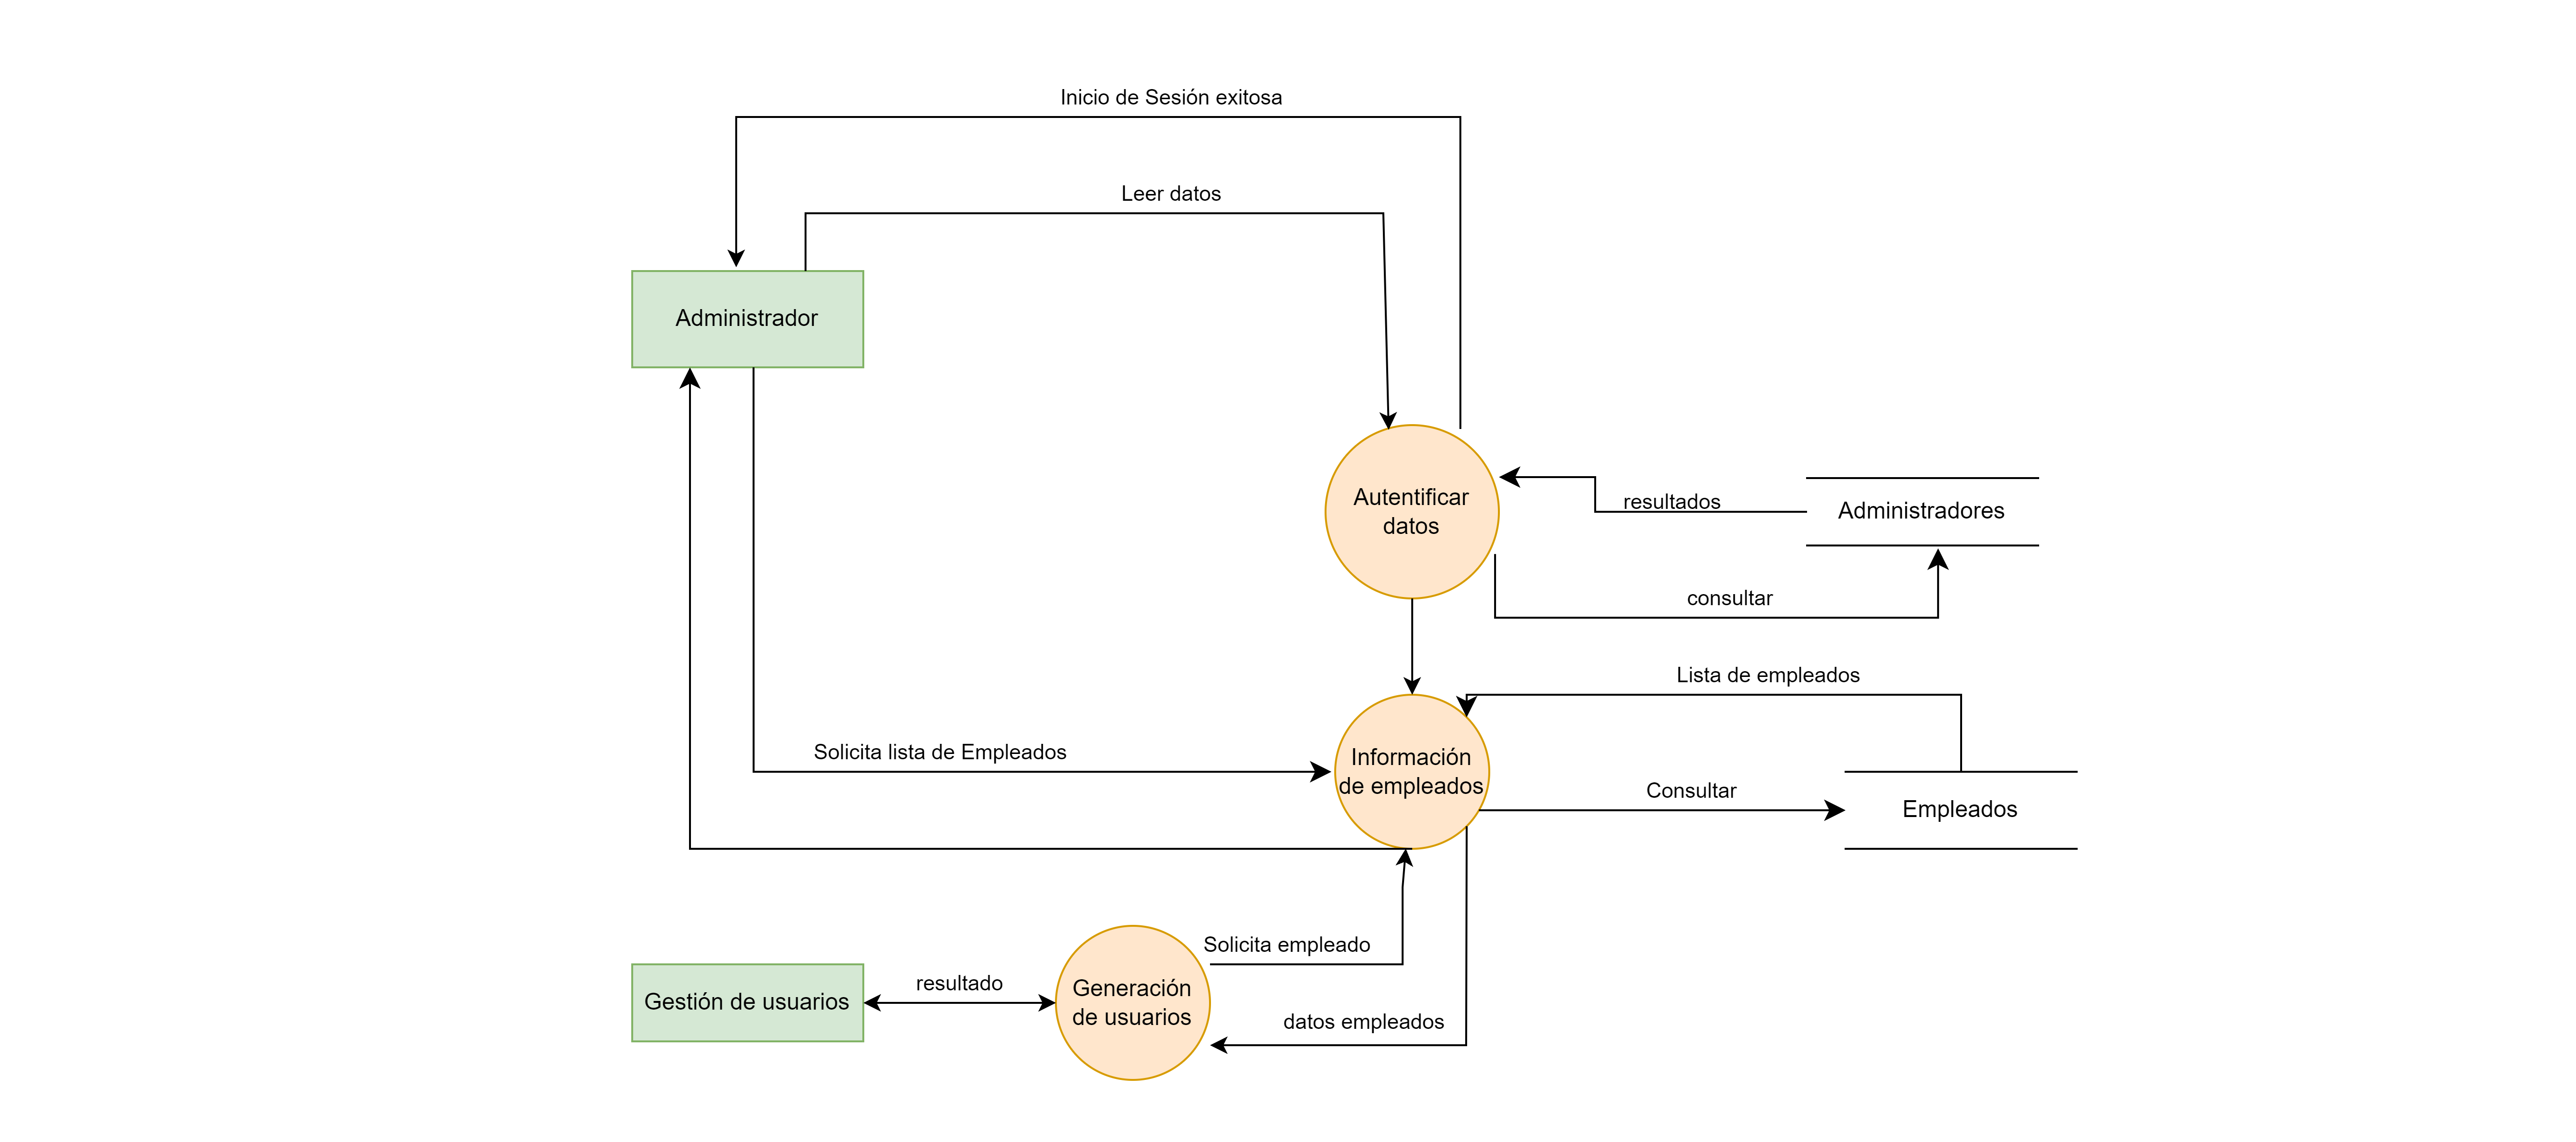 Inicio de Sesión exitosa
Leer datos
Administrador
Autentificar
datos
resultados
Administradores
consultar
Lista de empleados
Solicita lista de Empleados
Información
de empleados
Consultar
Empleados
Solicita empleado
Gestión de usuarios
resultado
Generación
de usuarios
datos empleados